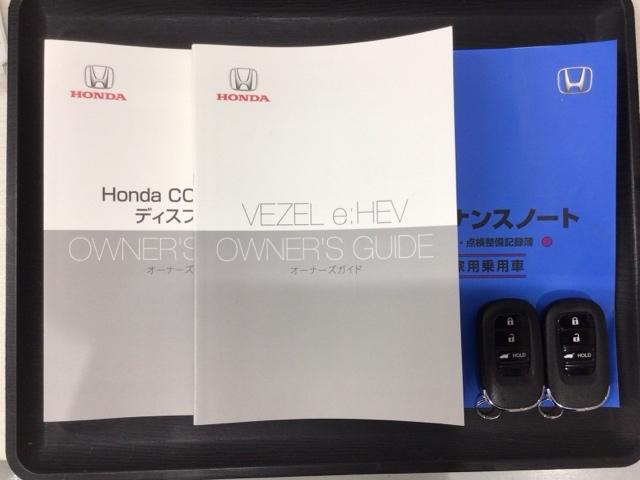 HONDA
Honda CO
ディスプ
OWNER'S
オーナーズ
HONDA
VEZEL e:HEV
OWNER'S GUIDE
オーナーズガイド
HONDA
ナンスノート
・点検整備記録簿
家用乗用車
HOLD
HOLD